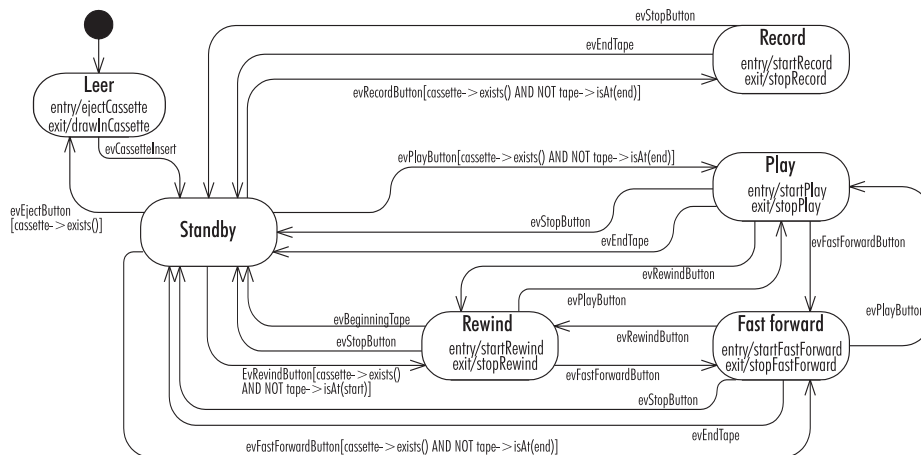 evStopButton
evEndTape
Record
entry/startRecord
exit/stopRecord
evRecordButton[cassette->exists() AND NOT tape->isAt(end)]
Leer
entry/ejectCassette
exit/drawInCassette
evCassetteInsert
evPlayButton[cassette->exists() AND NOT tape->isAt(end)]
Play
entry/startPlay
exit/stopPlay
evEjectButton
[cassette->exists()]
Standby
evStopButton
evEndTape
evFastForwardButton
evRewindButton
evPlayButton
evPlayButton
evBeginningTape
evStopButton
Rewind
entry/startRewind
exit/stopRewind
evRewindButton
Fast forward
entry/startFastForward
exit/stopFastForward
EvRevindButton[cassette->exists()
AND NOT tape->isAt(start)]
evFastForwardButton
evStopButton
evEndTape
evFastForwardButton[cassette->exists() AND NOT tape->isAt(end)]